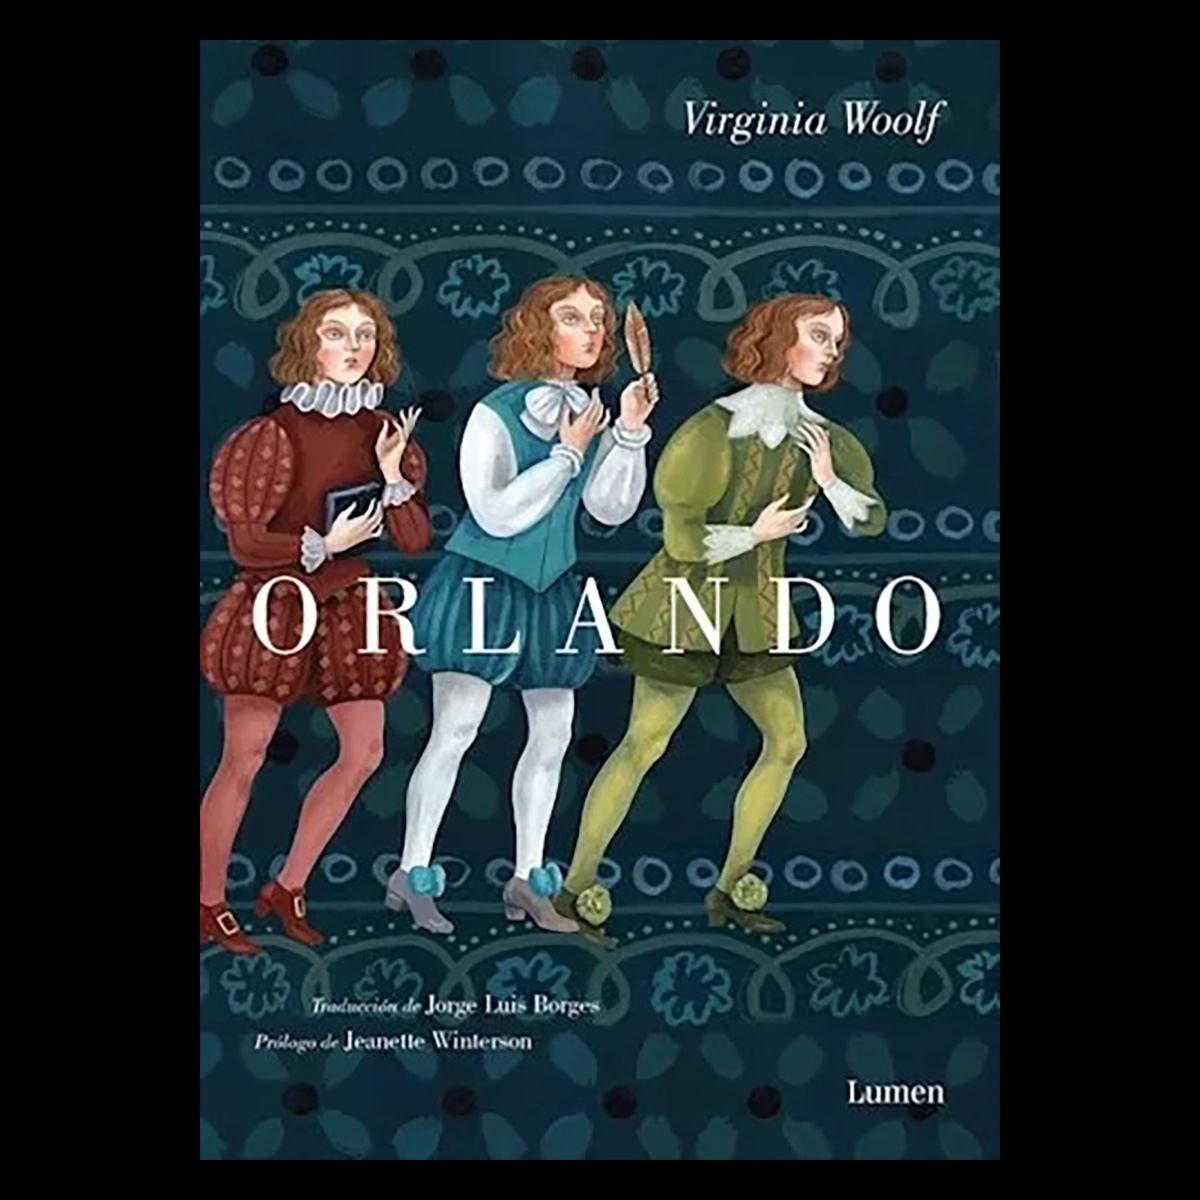 Virginia Woolf
ORLANDO
Traducción de Jorge Luis Borges
Prólogo de Jeanette Winterson
Lumen